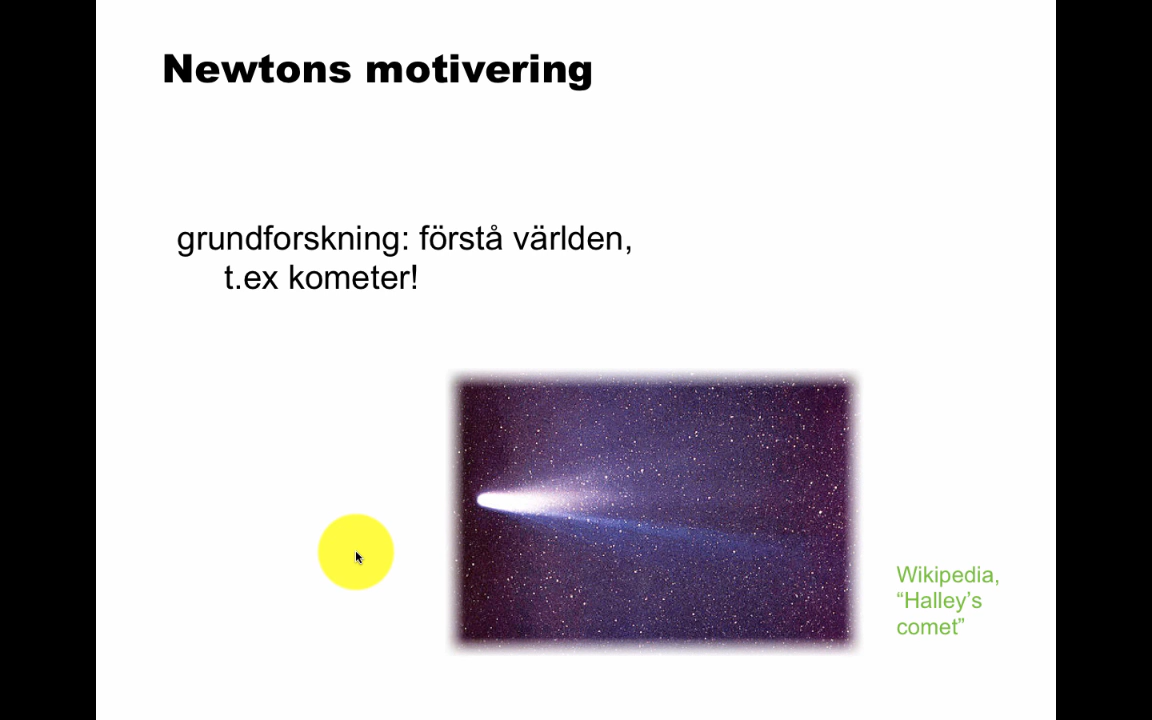 Newtons motivering
grundforskning: förstå världen,
t.ex kometer!
Wikipedia,
“Halley’s
comet”